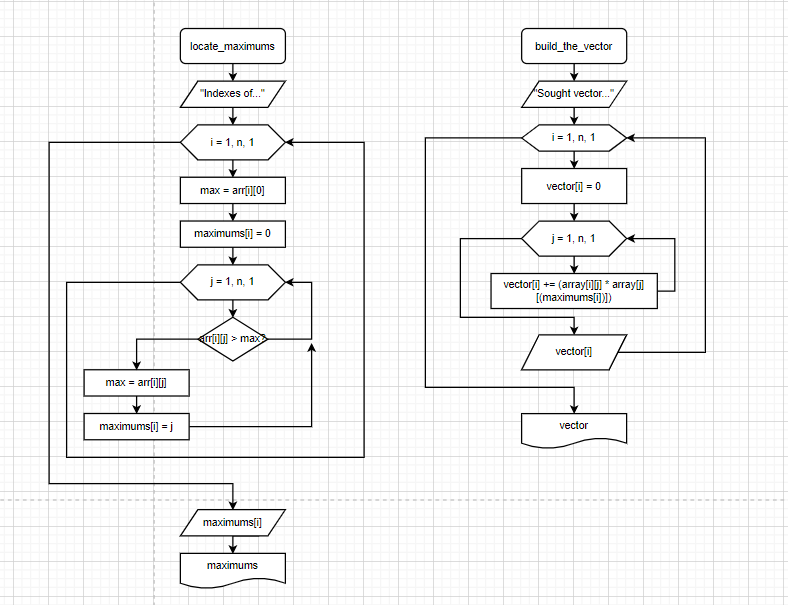 locate_maximums
"Indexes of..."
i = 1, n, 1
max = arr[i][0]
maximums[i] = 0
j = 1, n, 1
arr[i][j] > max?
max = arr[i][j]
maximums[i] = j
maximums[i]
maximums
build_the_vector
"Sought vector..."
i = 1, n, 1
vector[i] = 0
j = 1, n, 1
vector[i] += (array[i][j] * array[j]
[(maximums[i])])
vector[i]
vector